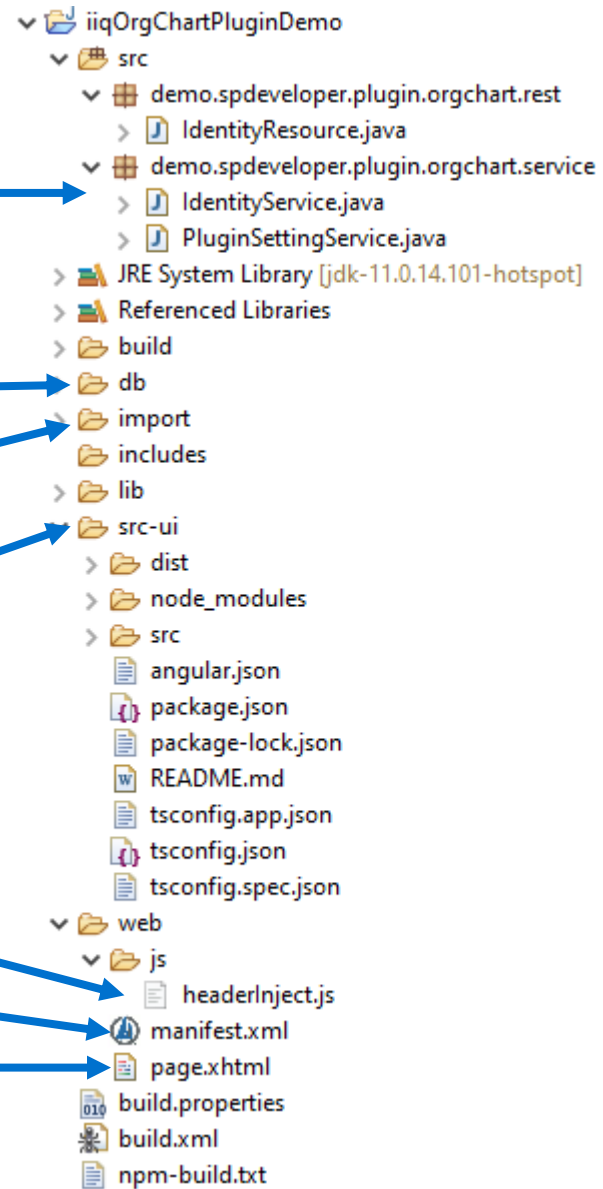 iiqOrgChartPluginDemo
src
demo.spdeveloper.plugin.orgchart.rest
IdentityResource.java
demo.spdeveloper.plugin.orgchart.service
IdentityService.java
PluginSettingService.java
JRE System Library [jdk-11.0.14.101-hotspot]
Referenced Libraries
build
db
import
includes
lib
src-ui
dist
node_modules
src
angular.json
package.json
package-lock.json
README.md
tsconfig.app.json
tsconfig.json
tsconfig.spec.json
web
js
headerInject.js
manifest.xml
page.xhtml
build.properties
build.xml
npm-build.txt